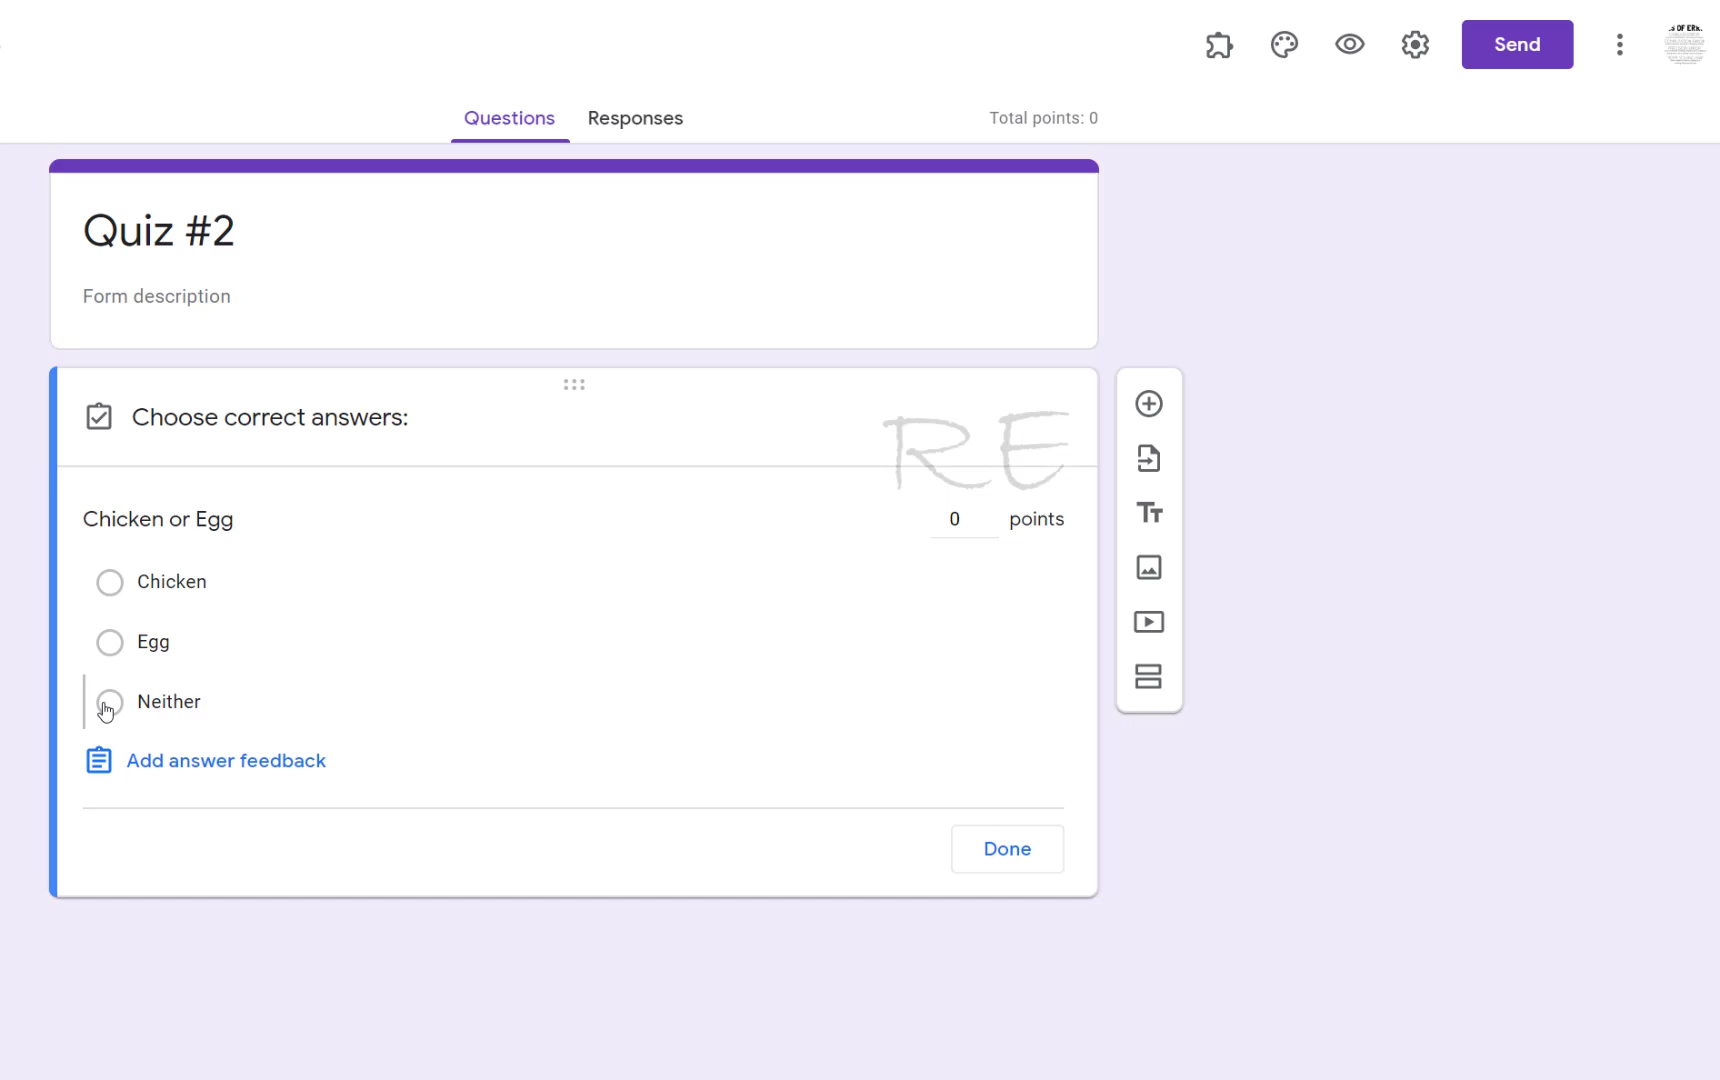 Send
Questions Responses Total points: 0
Quiz #2
Form description
Choose correct answers:
RE
Chicken or Egg 0 points
Chicken
Egg
Neither
Add answer feedback
Done
Tт